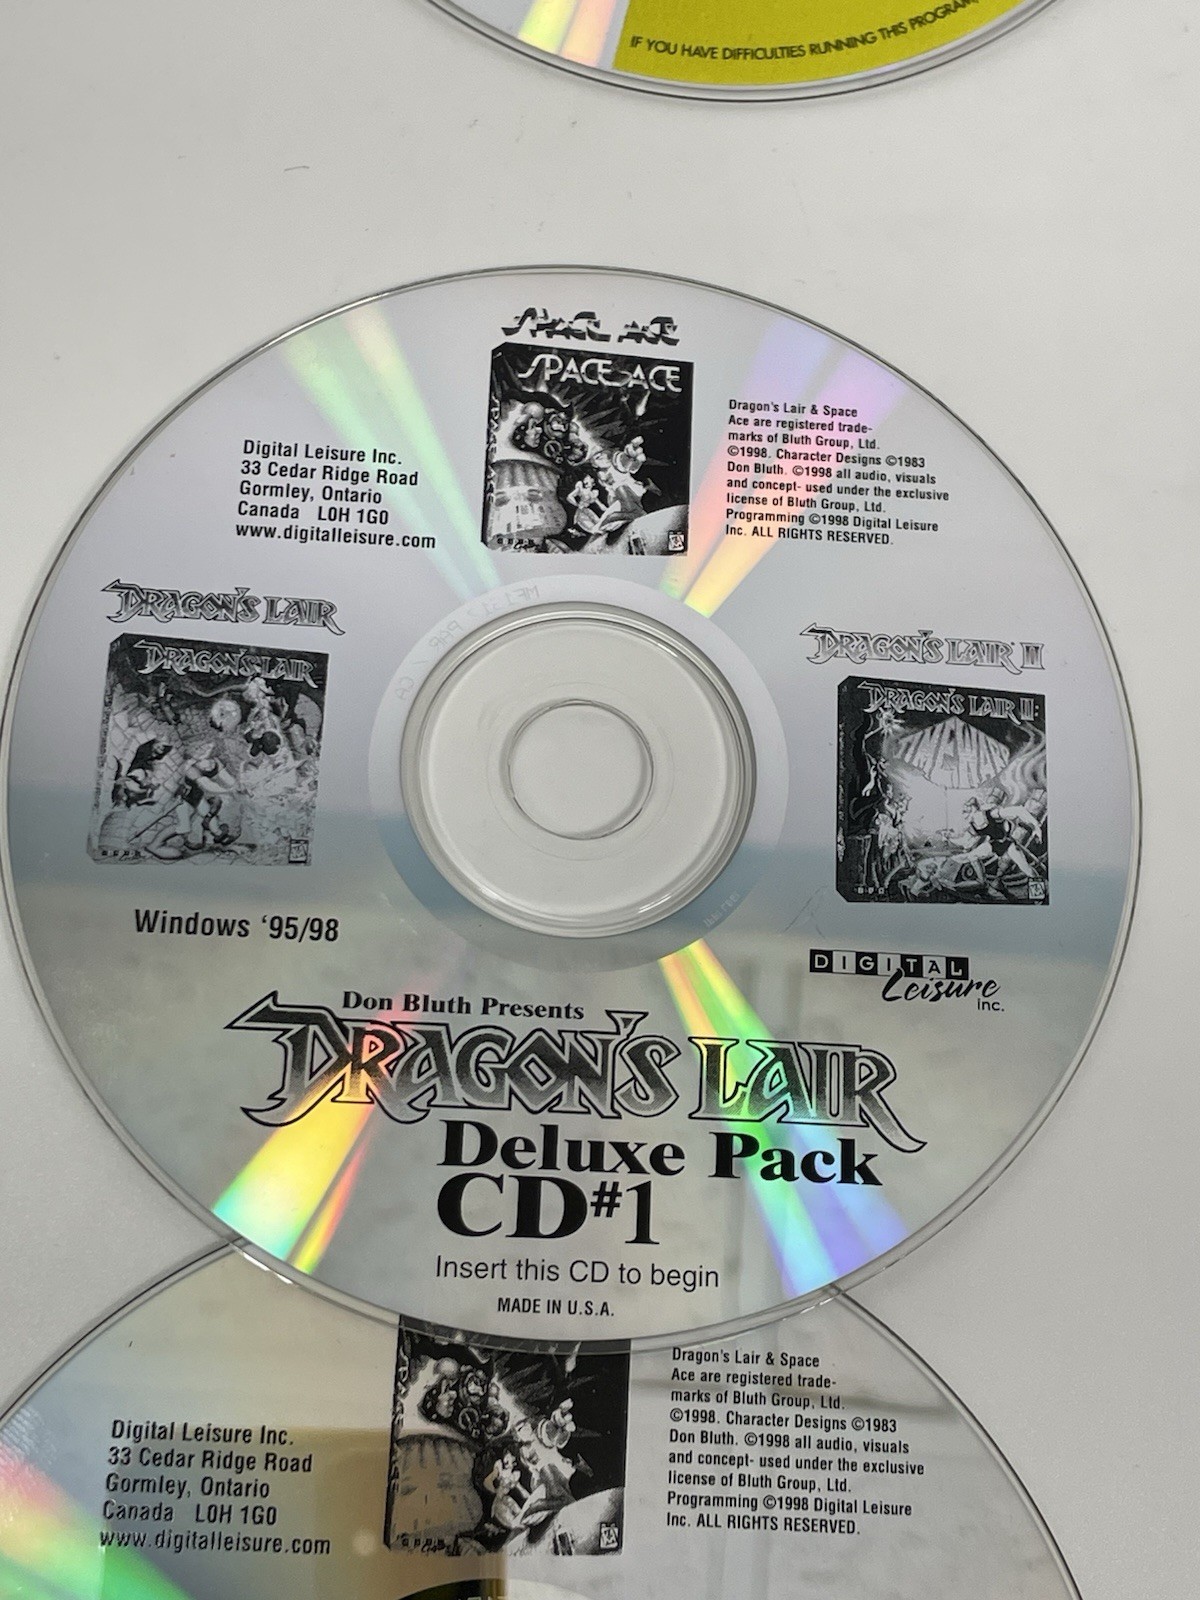 IF YOU HAVE DIFFICULTIES RUNNING THIS PROGRAM,
SPACE ACE
SPACE ACE
SPACE ACE
Digital Leisure Inc.
33 Cedar Ridge Road
Gormley, Ontario
Canada L0H 1G0
www.digitalleisure.com
Dragon's Lair & Space
Ace are registered trade-
marks of Bluth Group, Ltd.
©1998. Character Designs ©1983
Don Bluth. ©1998 all audio, visuals
and concept- used under the exclusive
license of Bluth Group, Ltd.
Programming ©1998 Digital Leisure
Inc. ALL RIGHTS RESERVED.
DRAGON'S LAIR
DRAGON'S LAIR
DRAGON'S LAIR II
DRAGON'S LAIR II:
TIMEWARP
Windows '95/98
DIGITAL
Leisure
inc.
Don Bluth Presents
DRAGON'S LAIR
Deluxe Pack
CD#1
Insert this CD to begin
MADE IN U.S.A.
Digital Leisure Inc.
33 Cedar Ridge Road
Gormley, Ontario
Canada L0H 1G0
www.digitalleisure.com
Dragon's Lair & Space
Ace are registered trade-
marks of Bluth Group, Ltd.
©1998. Character Designs ©1983
Don Bluth. ©1998 all audio, visuals
and concept- used under the exclusive
license of Bluth Group, Ltd.
Programming ©1998 Digital Leisure
Inc. ALL RIGHTS RESERVED.